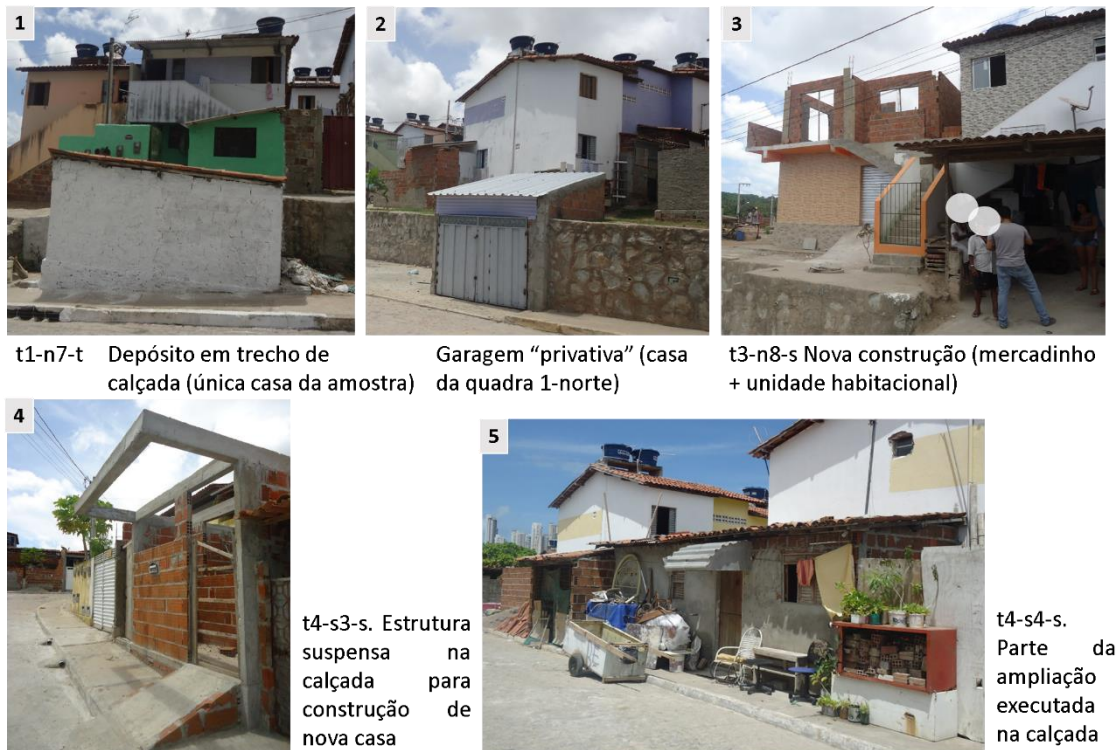 1
2
3
t1-n7-t Depósito em trecho de
calçada (única casa da amostra)
Garagem “privativa” (casa
da quadra 1-norte)
t3-n8-s Nova construção (mercadinho
+ unidade habitacional)
4
t4-s3-s. Estrutura
suspensa na
calçada para
construção de
nova casa
5
t4-s4-s.
Parte da
ampliação
executada
na calçada